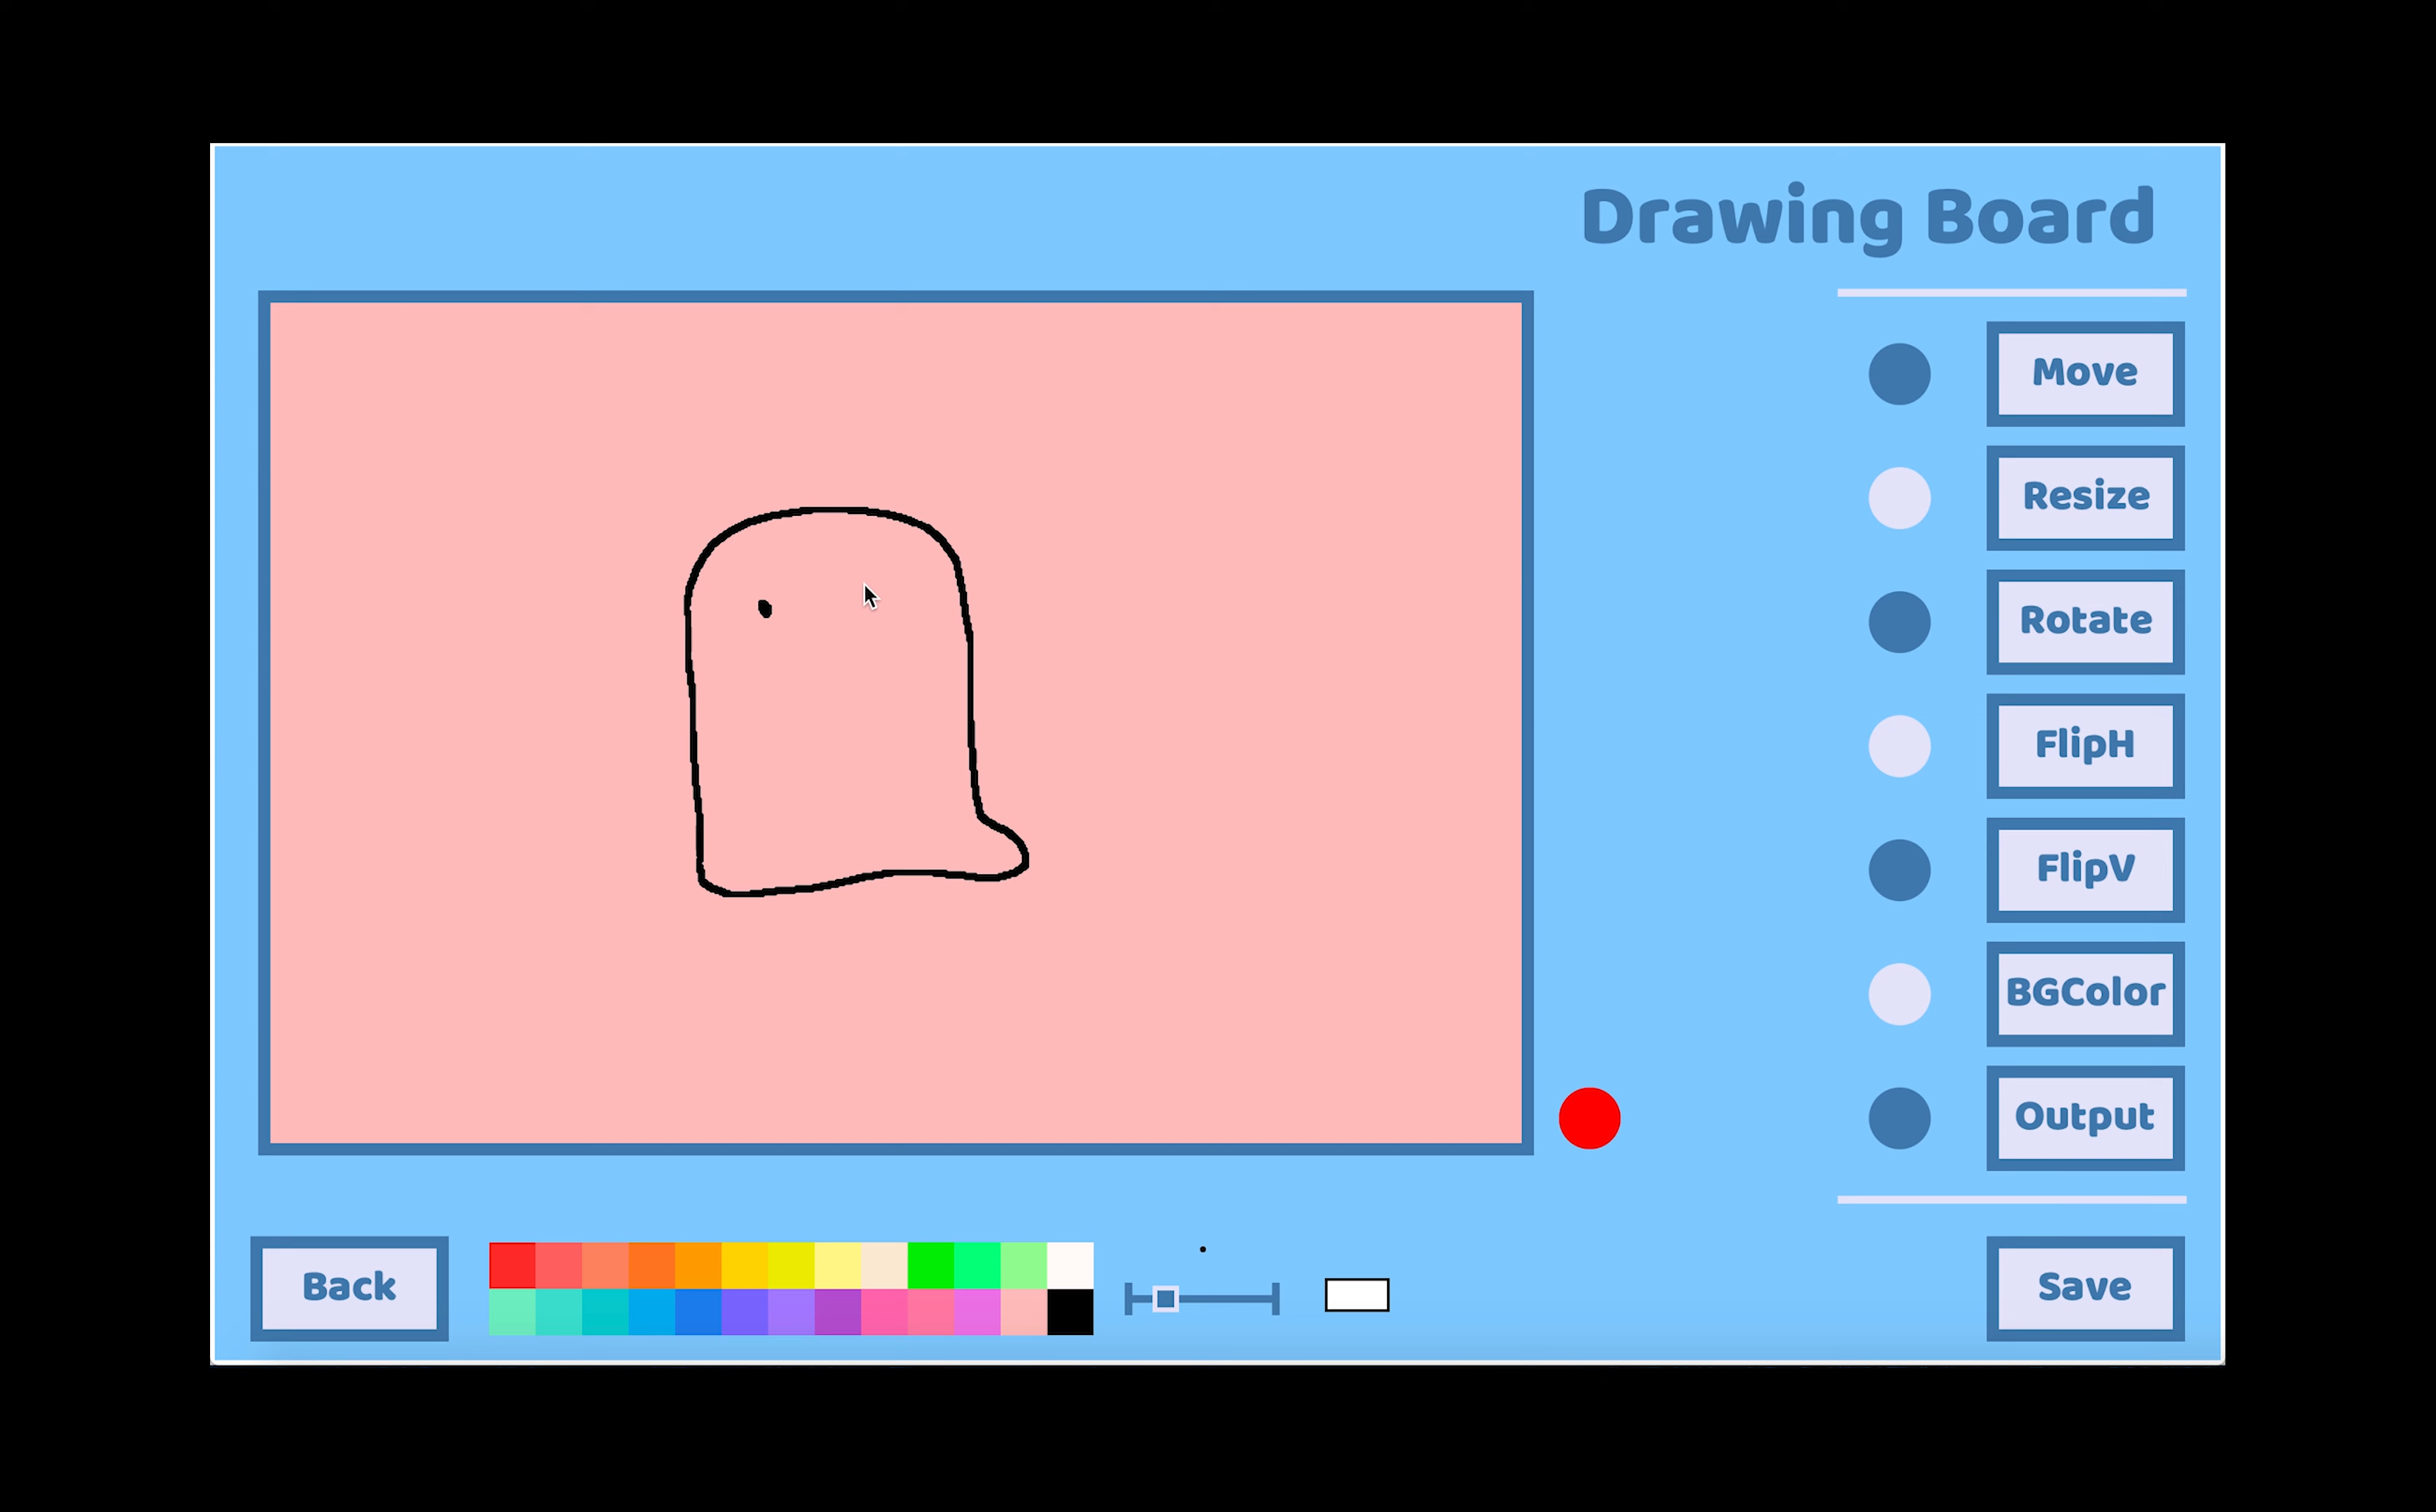 Drawing Board
Move
Resize
Rotate
FlipH
FlipV
BGColor
Output
Back
Save